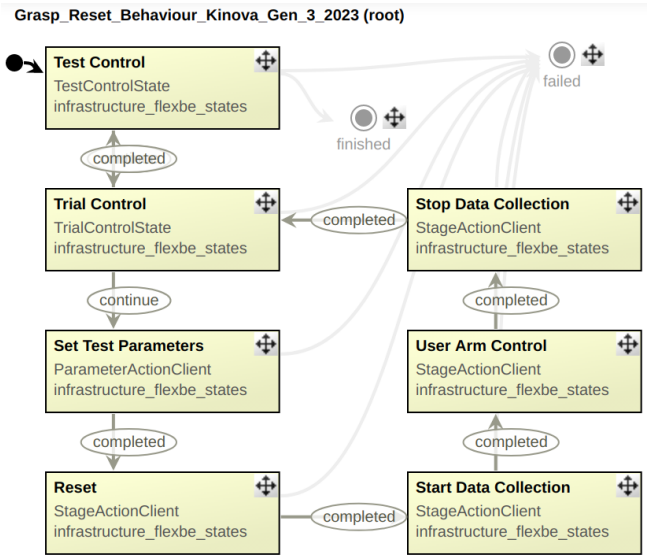 Grasp_Reset_Behaviour_Kinova_Gen_3_2023 (root)
Test Control
TestControlState
infrastructure_flexbe_states
failed
finished
completed
Trial Control
TrialControlState
infrastructure_flexbe_states
completed
Stop Data Collection
StageActionClient
infrastructure_flexbe_states
continue
completed
Set Test Parameters
ParameterActionClient
infrastructure_flexbe_states
User Arm Control
StageActionClient
infrastructure_flexbe_states
completed
completed
Reset
StageActionClient
infrastructure_flexbe_states
completed
Start Data Collection
StageActionClient
infrastructure_flexbe_states